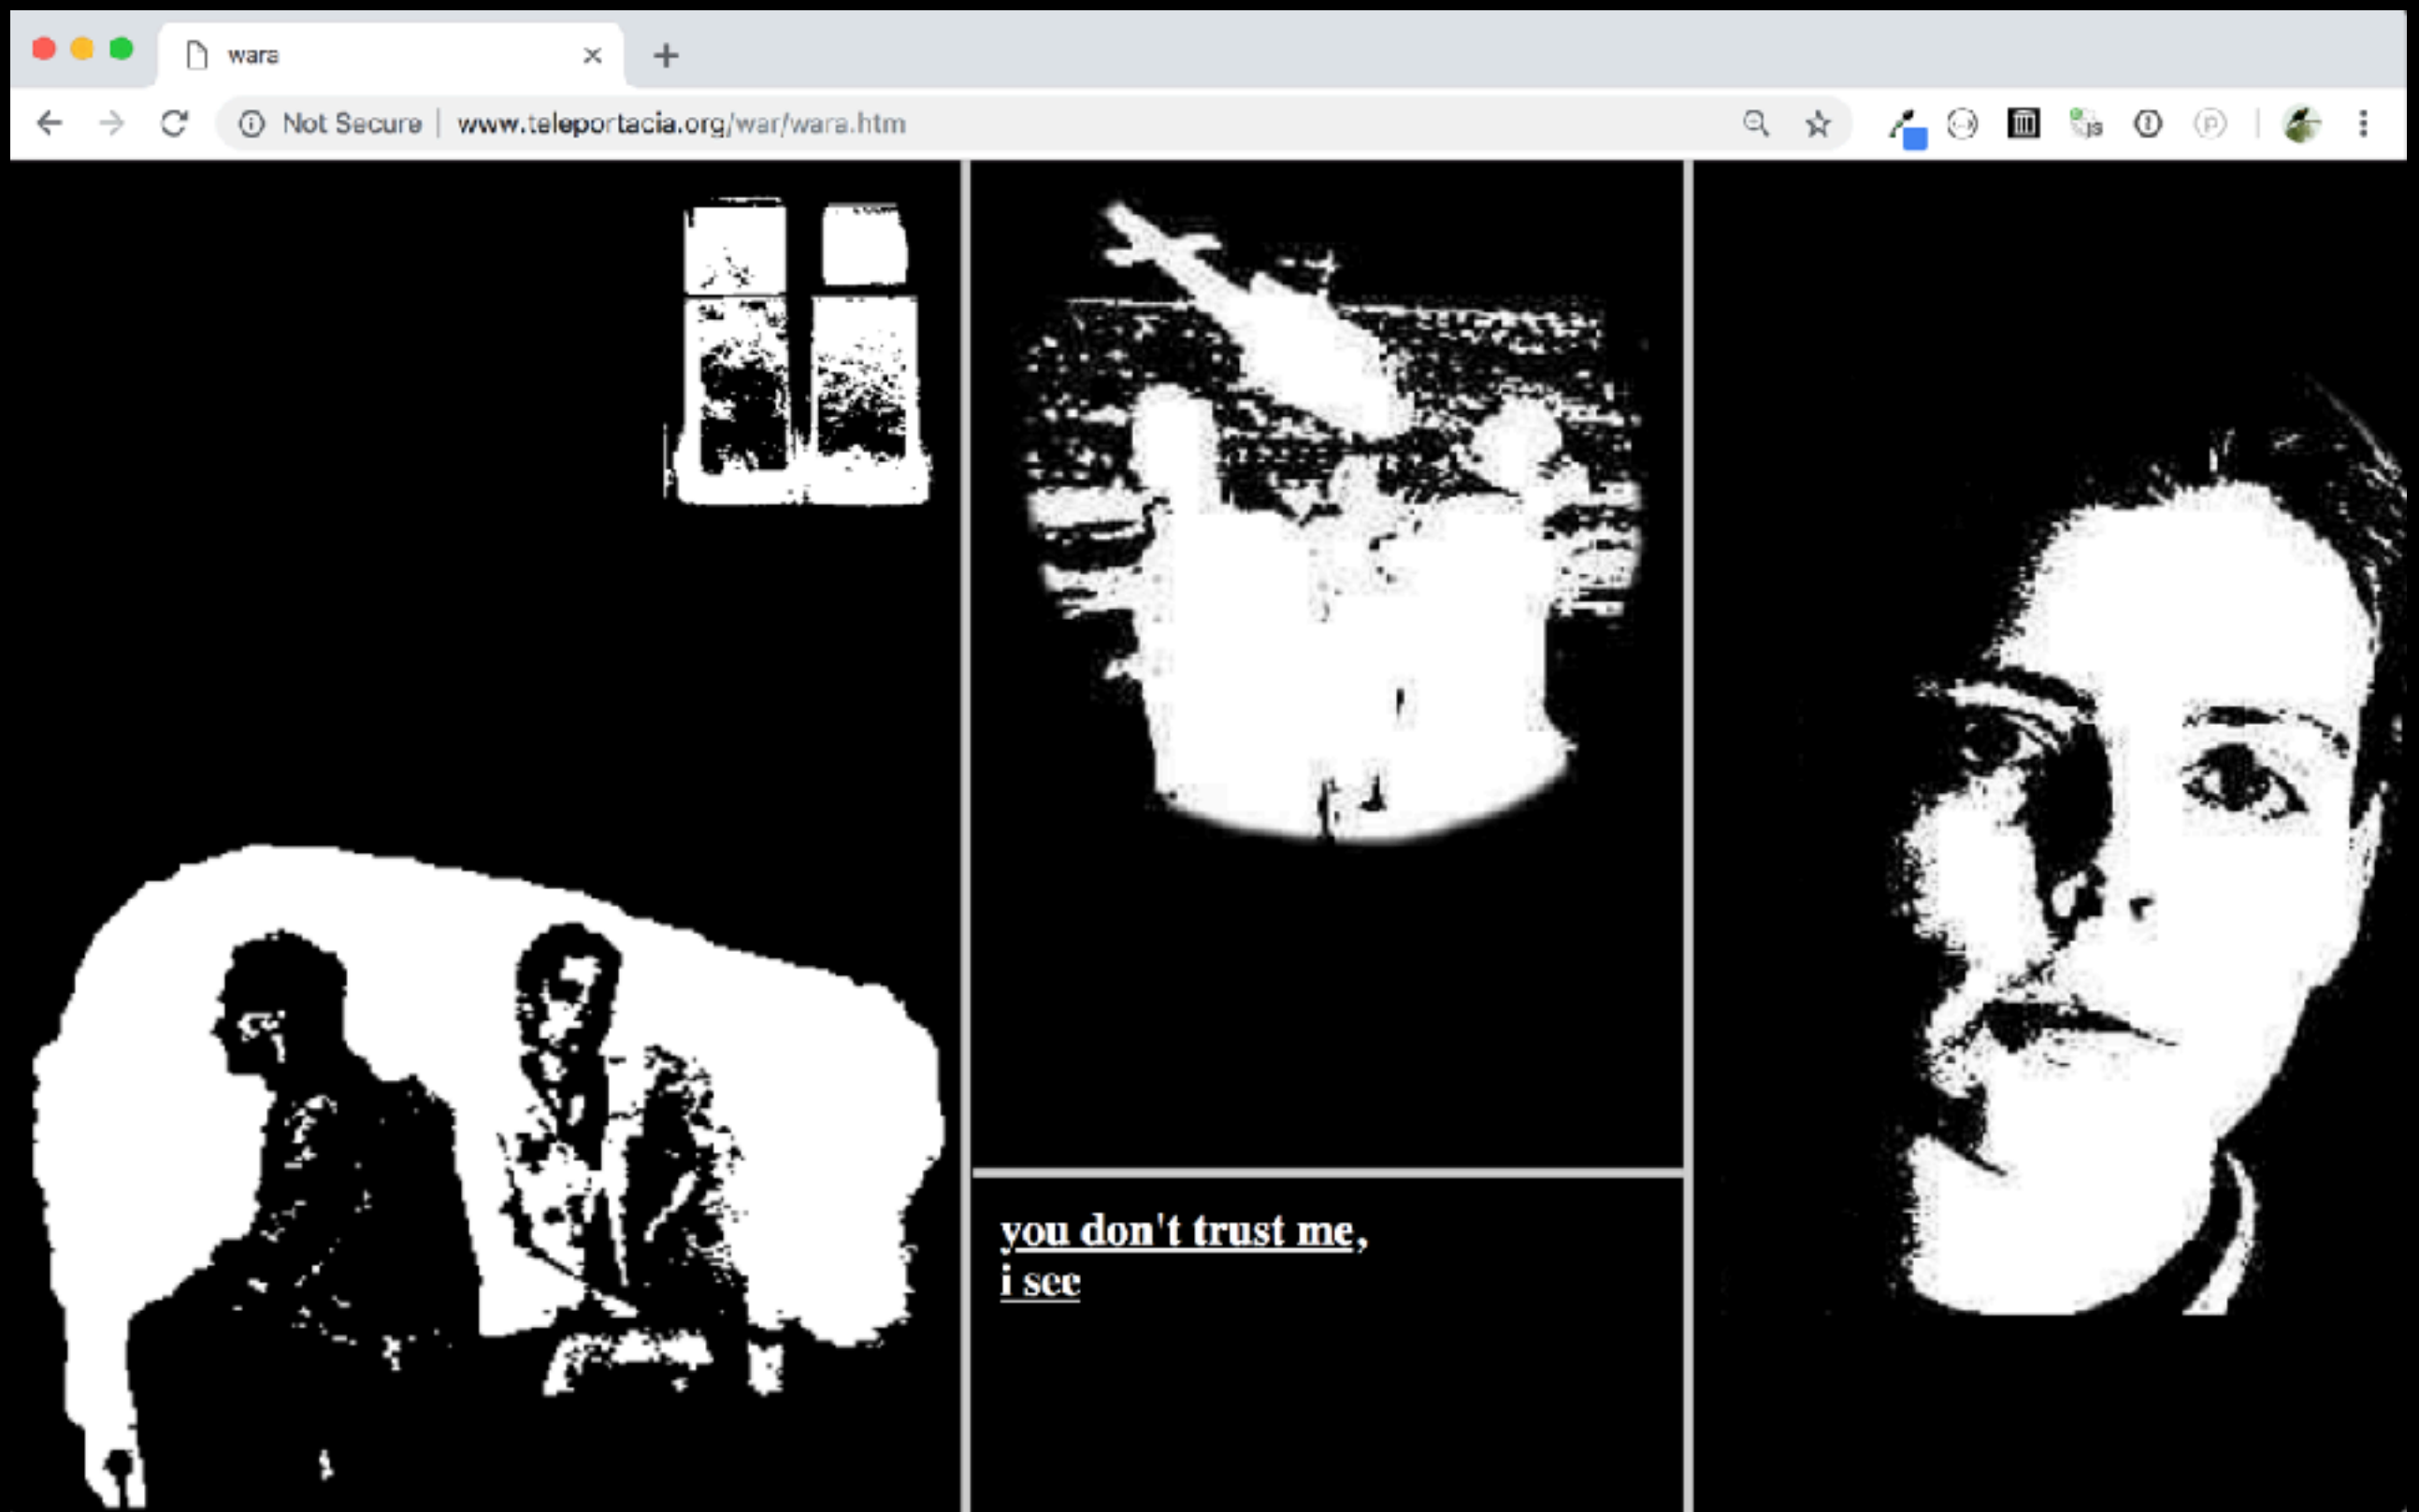 wara
Not Secure | www.teleportacia.org/war/wara.htm
you don't trust me,
i see